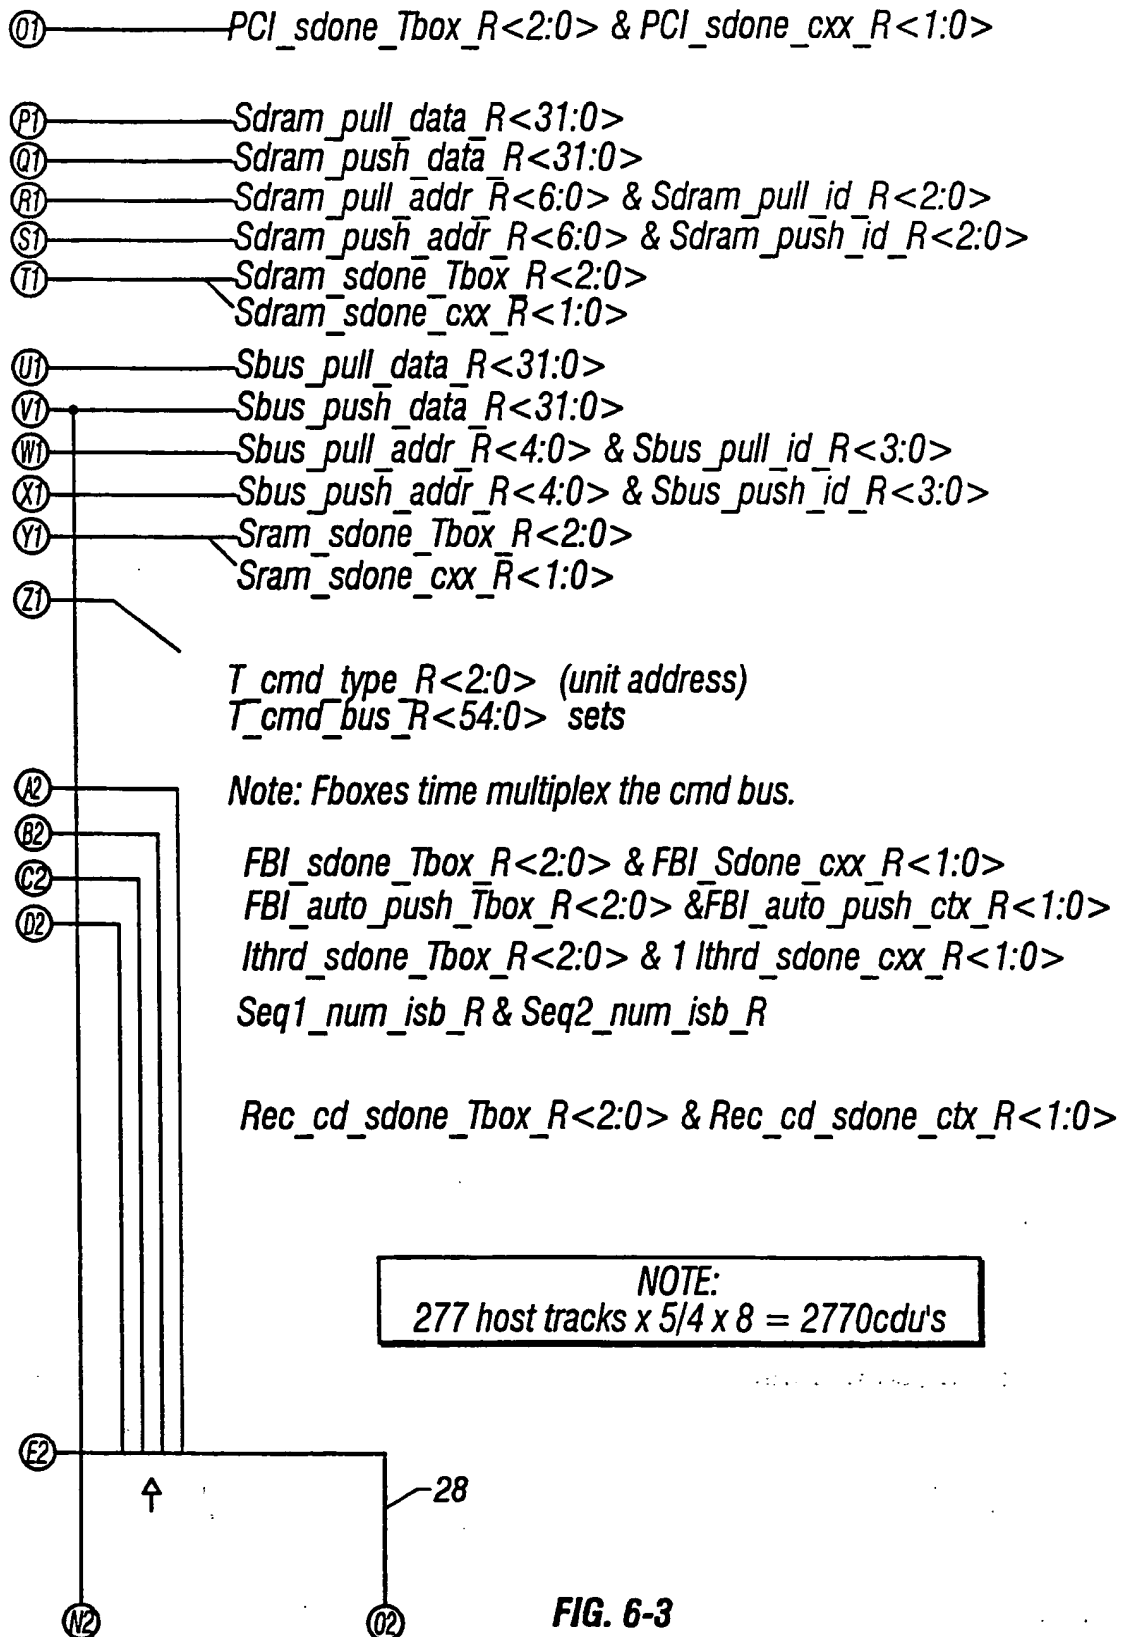 O1 PCI_sdone_Tbox_R<2:0> & PCI_sdone_cxx_R<1:0>
P1 Sdram_pull_data_R<31:0>
Q1 Sdram_push_data_R<31:0>
R1 Sdram_pull_addr_R<6:0> & Sdram_pull_id_R<2:0>
S1 Sdram_push_addr_R<6:0> & Sdram_push_id_R<2:0>
T1 Sdram_sdone_Tbox_R<2:0>
Sdram_sdone_cxx_R<1:0>
U1 Sbus_pull_data_R<31:0>
V1 Sbus_push_data_R<31:0>
W1 Sbus_pull_addr_R<4:0> & Sbus_pull_id_R<3:0>
X1 Sbus_push_addr_R<4:0> & Sbus_push_id_R<3:0>
Y1 Sram_sdone_Tbox_R<2:0>
Sram_sdone_cxx_R<1:0>
Z1
T_cmd_type_R<2:0> (unit address)
T_cmd_bus_R<54:0> sets
A2 Note: Fboxes time multiplex the cmd bus.
B2
FBI_sdone_Tbox_R<2:0> & FBI_Sdone_cxx_R<1:0>
C2
FBI_auto_push_Tbox_R<2:0> &FBI_auto_push_ctx_R<1:0>
D2
Ithrd_sdone_Tbox_R<2:0> & 1 Ithrd_sdone_cxx_R<1:0>
Seq1_num_isb_R & Seq2_num_isb_R
Rec_cd_sdone_Tbox_R<2:0> & Rec_cd_sdone_ctx_R<1:0>
NOTE:
277 host tracks x 5/4 x 8 = 2770cdu's
E2
28
N2 O2
FIG. 6-3